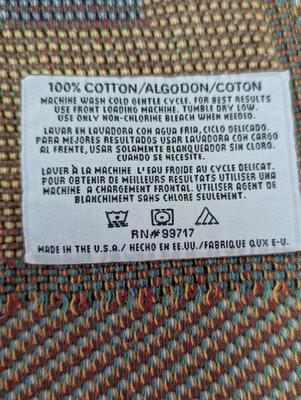 100% COTTON/ALGODON/COTON
MACHINE WASH COLD GENTLE CYCLE. FOR BEST RESULTS
USE FRONT LOADING MACHINE. TUMBLE DRY LOW.
USE ONLY NON-CHLORINE BLEACH WHEN NEEDED.
LAVAR EN LAVADORA CON AGUA FRIA, CICLO DELICADO.
PARA MEJORES RESULTADOS USAR LAVADORA CON CARGO
AL FRENTE, USAR SOLAMENTE BLANQUEADOR SIN CLORO.
CUANDO SE NECESITE.
LAVER À LA MACHINE L'EAU FROIDE AU CYCLE DELICAT.
POUR OBTENIR DE MEILLEURS RESULTATS UTILISER UNE
MACHINE A CHARGEMENT FRONTAL. UTILISER AGENT DE
BLANCHIMENT SANS CHLORE SEULEMENT.
RN# 99717
MADE IN THE U.S.A./ HECHO EN EE.UU./FABRIQUE QUX E-U.